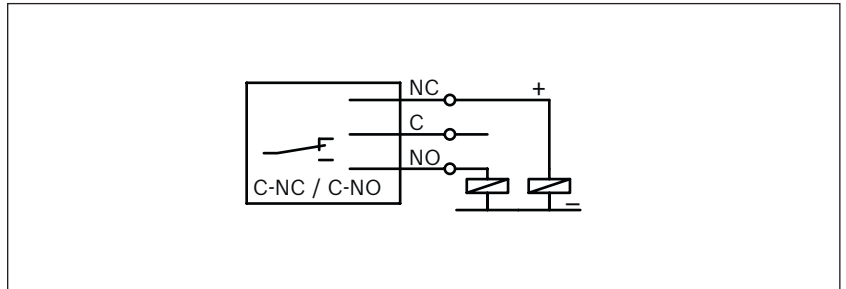 NC
+
C
NO
C-NC / C-NO
–